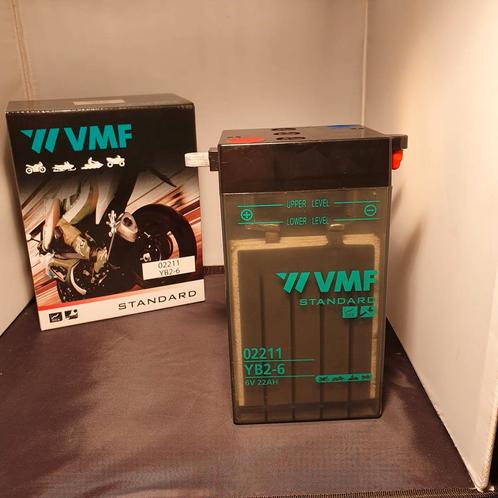 VMF
02211
YB2-6
STANDARD
UPPER LEVEL
LOWER LEVEL
VMF
STANDARD
02211
YB2-6
6V 22AH